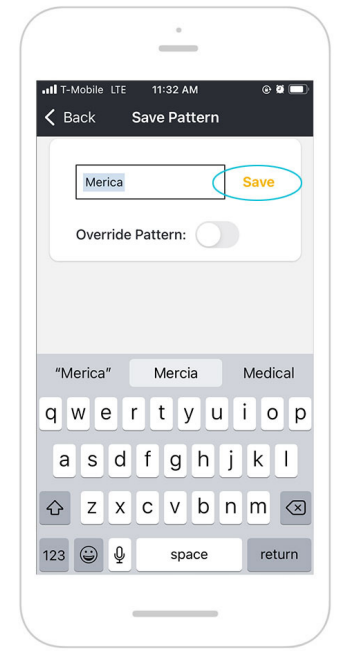 T-Mobile LTE 11:32 AM
Back Save Pattern
Merica Save
Override Pattern:
"Merica" Mercia Medical
q w e r t y u i o p
a s d f g h j k l
z x c v b n m
123 space return